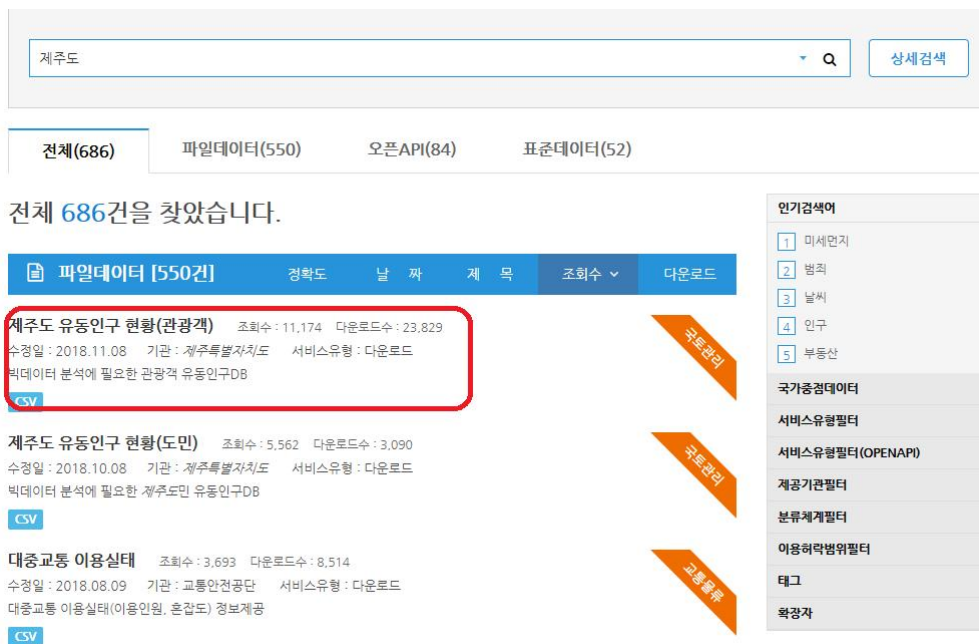 제주도
상세검색
전체(686) 파일데이터(550) 오픈API(84) 표준데이터(52)
전체 686건을 찾았습니다.
파일데이터 [550건] 정확도 날 짜 제 목 조회수 다운로드
제주도 유동인구 현황(관광객) 조회수 : 11,174 다운로드수 : 23,829
수정일 : 2018.11.08 기관 : 제주특별자치도 서비스유형 : 다운로드
빅데이터 분석에 필요한 관광객 유동인구DB
CSV
국토관리
제주도 유동인구 현황(도민) 조회수 : 5,562 다운로드수 : 3,090
수정일 : 2018.10.08 기관 : 제주특별자치도 서비스유형 : 다운로드
빅데이터 분석에 필요한 제주도민 유동인구DB
CSV
국토관리
대중교통 이용실태 조회수 : 3,693 다운로드수 : 8,514
수정일 : 2018.08.09 기관 : 교통안전공단 서비스유형 : 다운로드
대중교통 이용실태(이용인원, 혼잡도) 정보제공
CSV
교통물류
인기검색어
1 미세먼지
2 범죄
3 날씨
4 인구
5 부동산
국가중점데이터
서비스유형필터
서비스유형필터(OPENAPI)
제공기관필터
분류체계필터
이용허락범위필터
태그
확장자